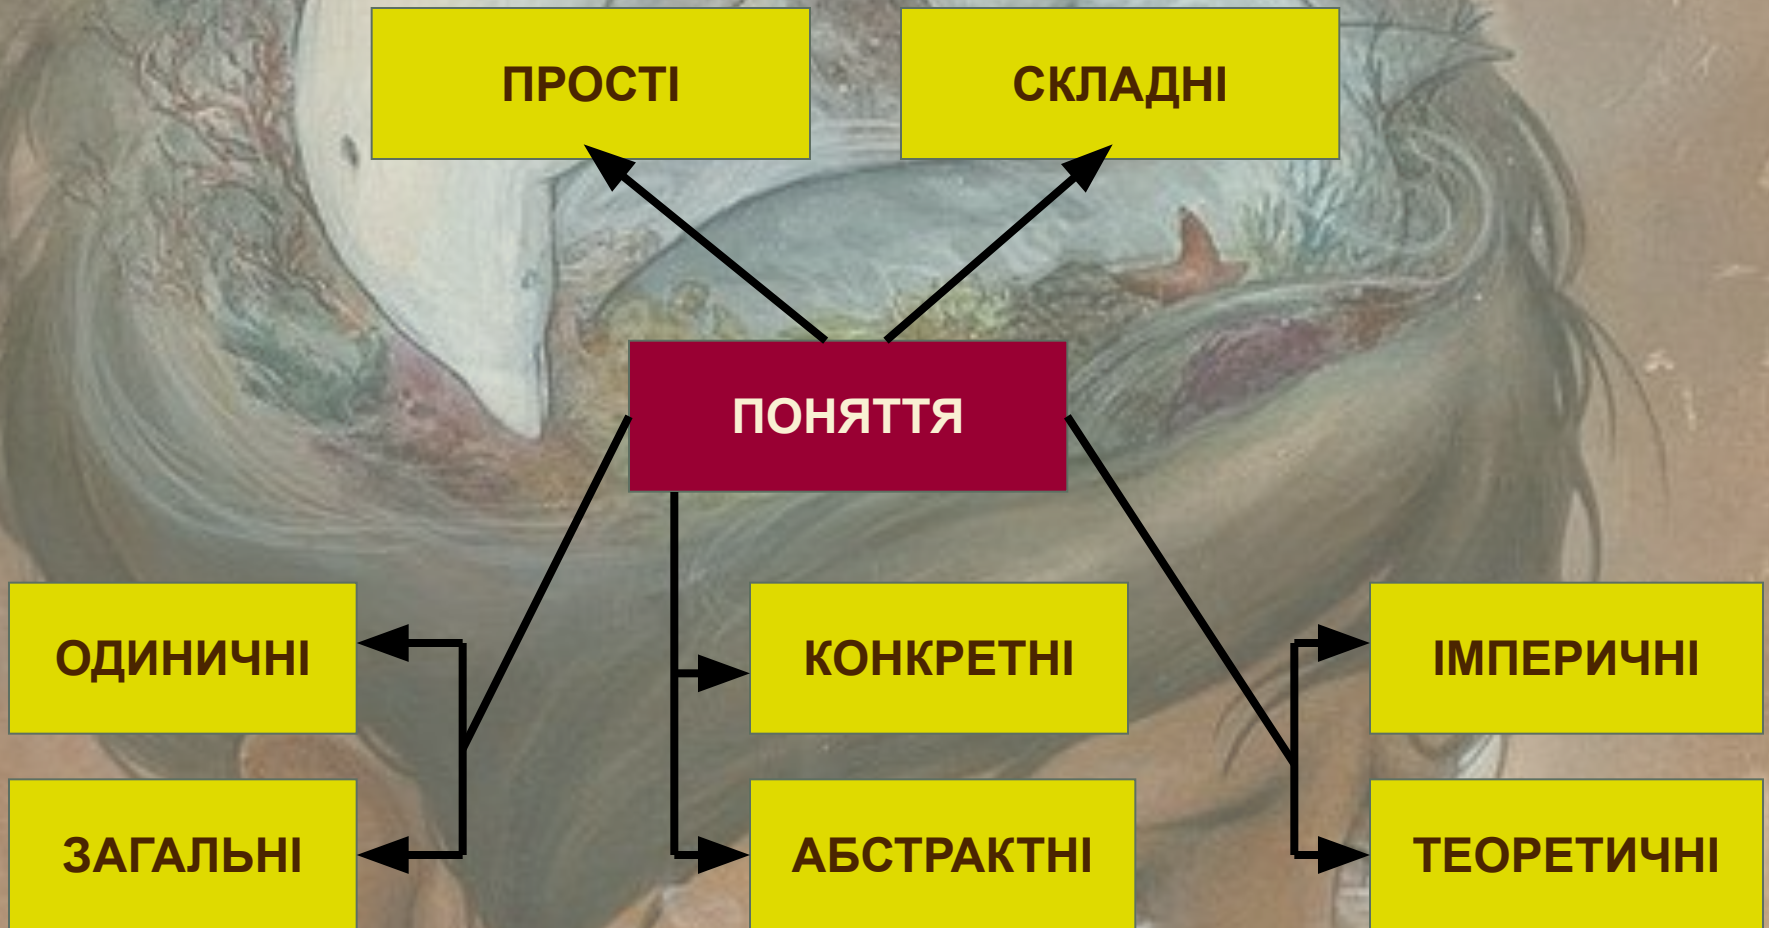 ПРОСТІ
СКЛАДНІ
ПОНЯТТЯ
ОДИНИЧНІ
КОНКРЕТНІ
ІМПЕРИЧНІ
ЗАГАЛЬНІ
АБСТРАКТНІ
ТЕОРЕТИЧНІ